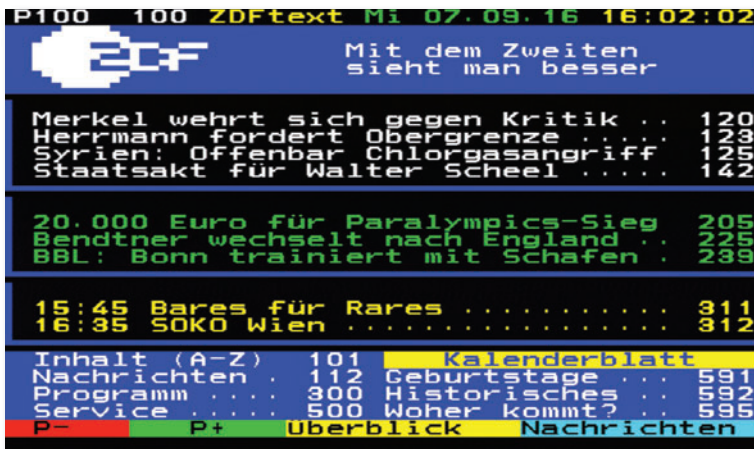 P100 100 ZDFtext Mi 07.09.16 16:02:02
ZDF
Mit dem Zweiten
sieht man besser
Merkel wehrt sich gegen Kritik .. 120
Herrmann fordert Obergrenze ..... 123
Syrien: Offenbar Chlorgasangriff 125
Staatsakt für Walter Scheel ..... 142
20.000 Euro für Paralympics-Sieg 205
Bendtner wechselt nach England .. 225
BBL: Bonn trainiert mit Schafen . 239
15:45 Bares für Rares ........... 311
16:35 SOKO Wien ................. 312
Inhalt (A-Z) 101 Kalenderblatt
Nachrichten . 112 Geburtstage ... 591
Programm .... 300 Historisches .. 592
Service ..... 500 Woher kommt? .. 595
P- P+ Überblick Nachrichten